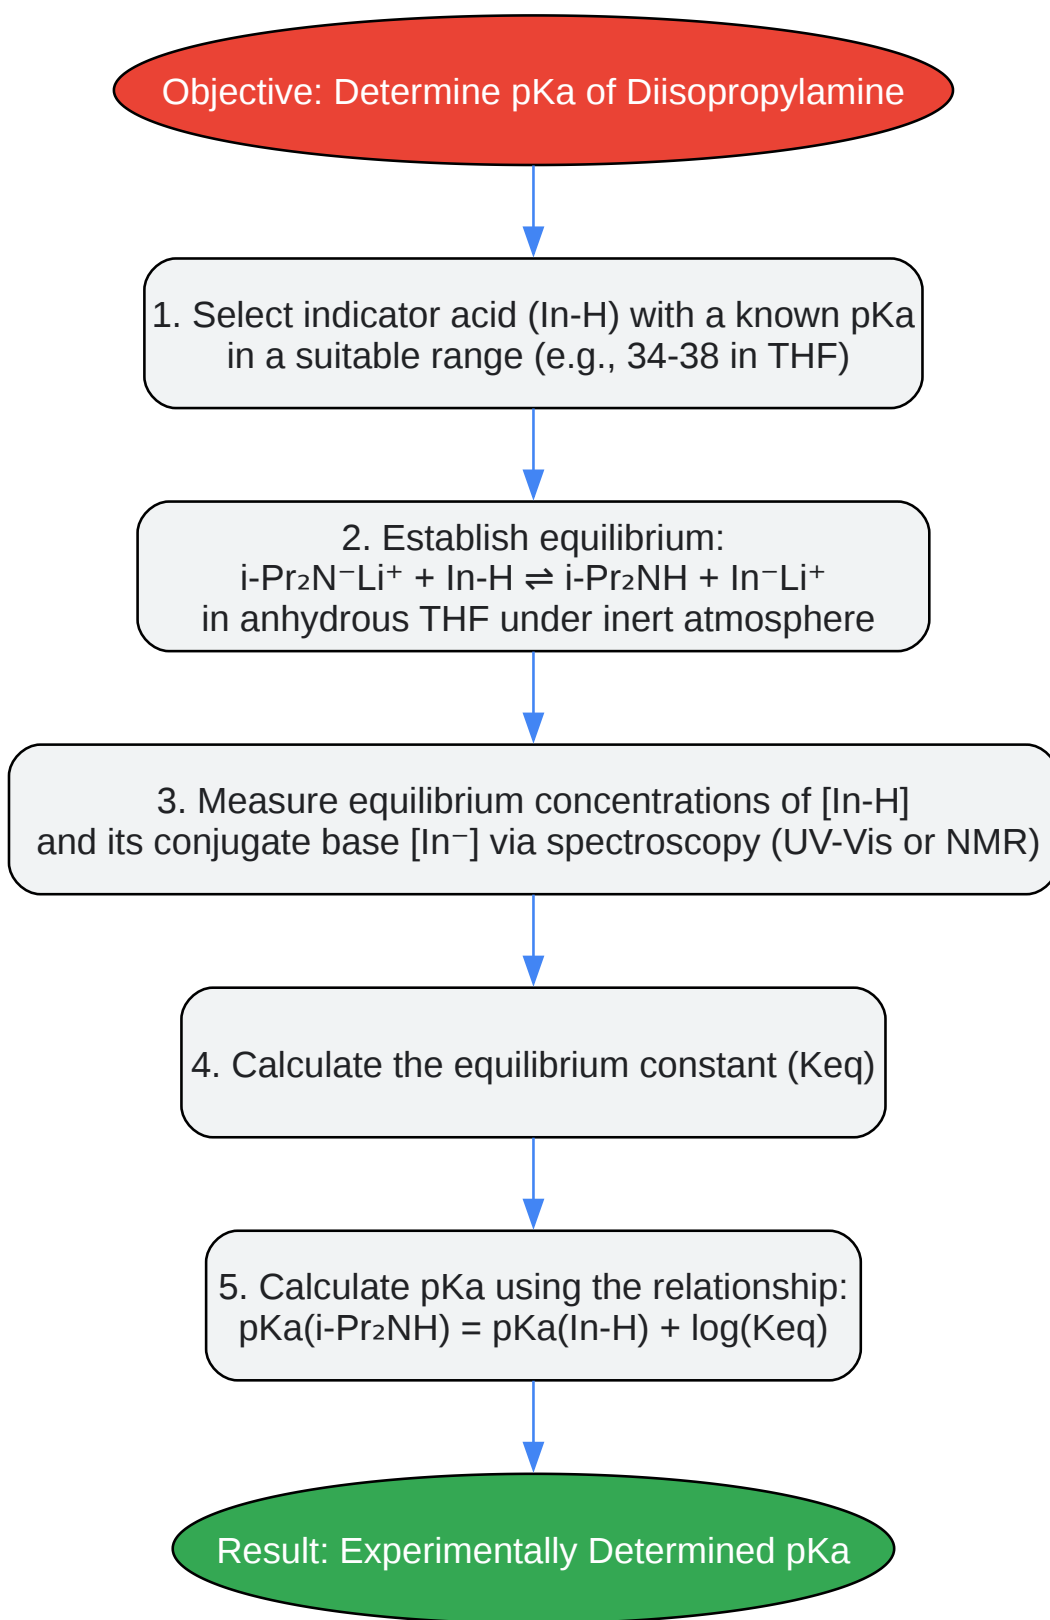 Objective: Determine pKa of Diisopropylamine
1. Select indicator acid (In-H) with a known pKa
in a suitable range (e.g., 34-38 in THF)
2. Establish equilibrium:
i-Pr₂N⁻Li⁺ + In-H ⇌ i-Pr₂NH + In⁻Li⁺
in anhydrous THF under inert atmosphere
3. Measure equilibrium concentrations of [In-H]
and its conjugate base [In⁻] via spectroscopy (UV-Vis or NMR)
4. Calculate the equilibrium constant (Keq)
5. Calculate pKa using the relationship:
pKa(i-Pr₂NH) = pKa(In-H) + log(Keq)
Result: Experimentally Determined pKa